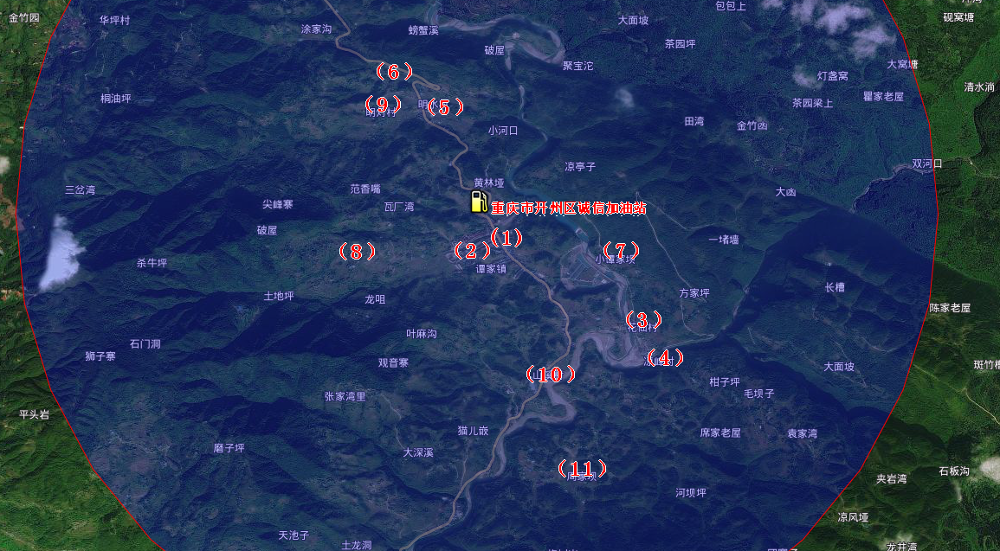 包包上
金竹园
华坪村
大面坡
砚窝塘
涂家沟
螃蟹溪
茶园坪
破屋
聚宝沱
大窝塘
（6）
灯盏窝
清水淌
桐油坪
（9）
（5）
茶园梁上
瞿家老屋
田湾
金竹凼
小河口
双河口
凉亭子
三岔湾
范香嘴
黄林垭
大凼
尖峰寨
瓦厂湾
重庆市开州区诚信加油站
破屋
（1）
一堵墙
（8）
（2）
（7）
杀牛坪
谭家镇
长槽
土地坪
龙咀
方家坪
陈家老屋
（3）
叶麻沟
石门洞
狮子寨
观音寨
（4）
大面坡
（10）
柑子坪
张家湾里
毛坝子
平头岩
猫儿嵌
席家老屋
袁家湾
磨子坪
大深溪
（11）
石板沟
夹岩湾
河坝坪
凉风垭
天池子
土龙洞
龙井湾